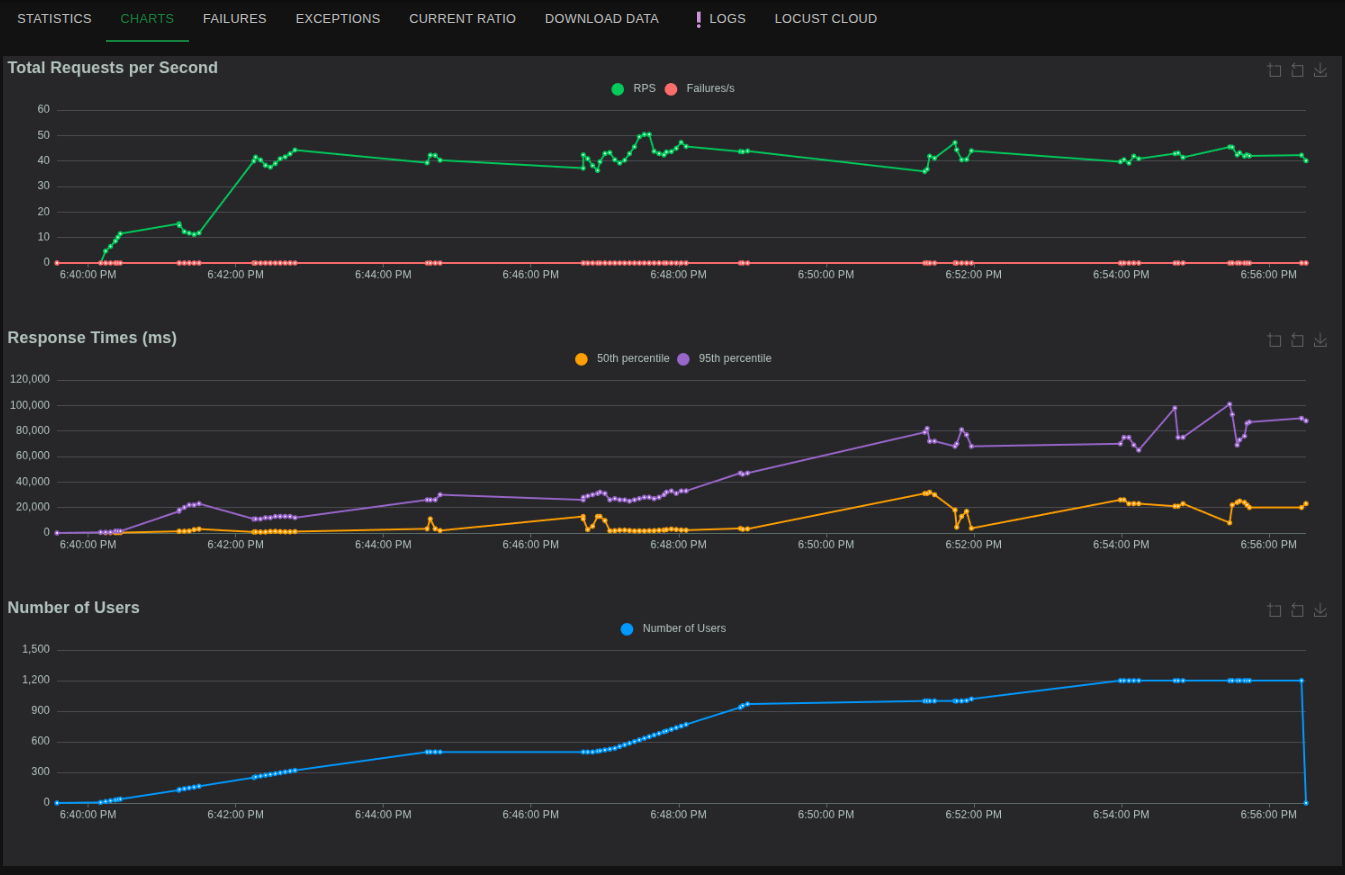 STATISTICS CHARTS FAILURES EXCEPTIONS CURRENT RATIO DOWNLOAD DATA LOGS LOCUST CLOUD
Total Requests per Second
RPS Failures/s
60
50
40
30
20
10
0
6:40:00 PM 6:42:00 PM 6:44:00 PM 6:46:00 PM 6:48:00 PM 6:50:00 PM 6:52:00 PM 6:54:00 PM 6:56:00 PM
Response Times (ms)
50th percentile 95th percentile
120,000
100,000
80,000
60,000
40,000
20,000
0
6:40:00 PM 6:42:00 PM 6:44:00 PM 6:46:00 PM 6:48:00 PM 6:50:00 PM 6:52:00 PM 6:54:00 PM 6:56:00 PM
Number of Users
Number of Users
1,500
1,200
900
600
300
0
6:40:00 PM 6:42:00 PM 6:44:00 PM 6:46:00 PM 6:48:00 PM 6:50:00 PM 6:52:00 PM 6:54:00 PM 6:56:00 PM